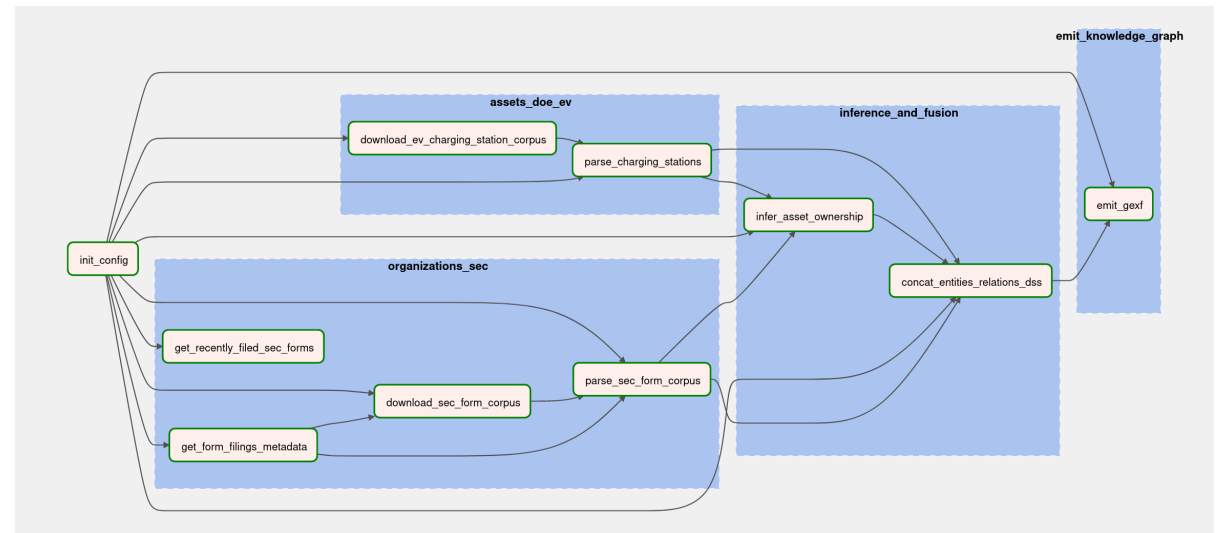 emit_knowledge_graph
assets_doe_ev
inference_and_fusion
download_ev_charging_station_corpus
parse_charging_stations
infer_asset_ownership
emit_gexf
init_config
organizations_sec
concat_entities_relations_dss
get_recently_filed_sec_forms
parse_sec_form_corpus
download_sec_form_corpus
get_form_filings_metadata